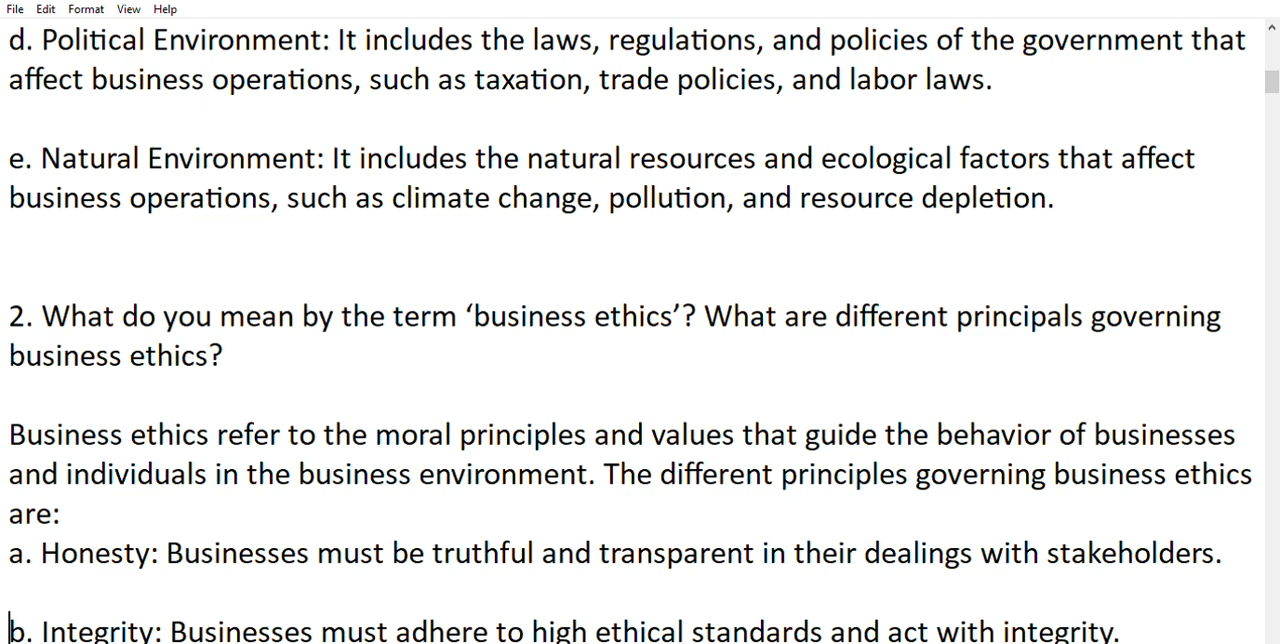 File Edit Format View Help
d. Political Environment: It includes the laws, regulations, and policies of the government that
affect business operations, such as taxation, trade policies, and labor laws.
e. Natural Environment: It includes the natural resources and ecological factors that affect
business operations, such as climate change, pollution, and resource depletion.
2. What do you mean by the term ‘business ethics’? What are different principals governing
business ethics?
Business ethics refer to the moral principles and values that guide the behavior of businesses
and individuals in the business environment. The different principles governing business ethics
are:
a. Honesty: Businesses must be truthful and transparent in their dealings with stakeholders.
b. Integrity: Businesses must adhere to high ethical standards and act with integrity.